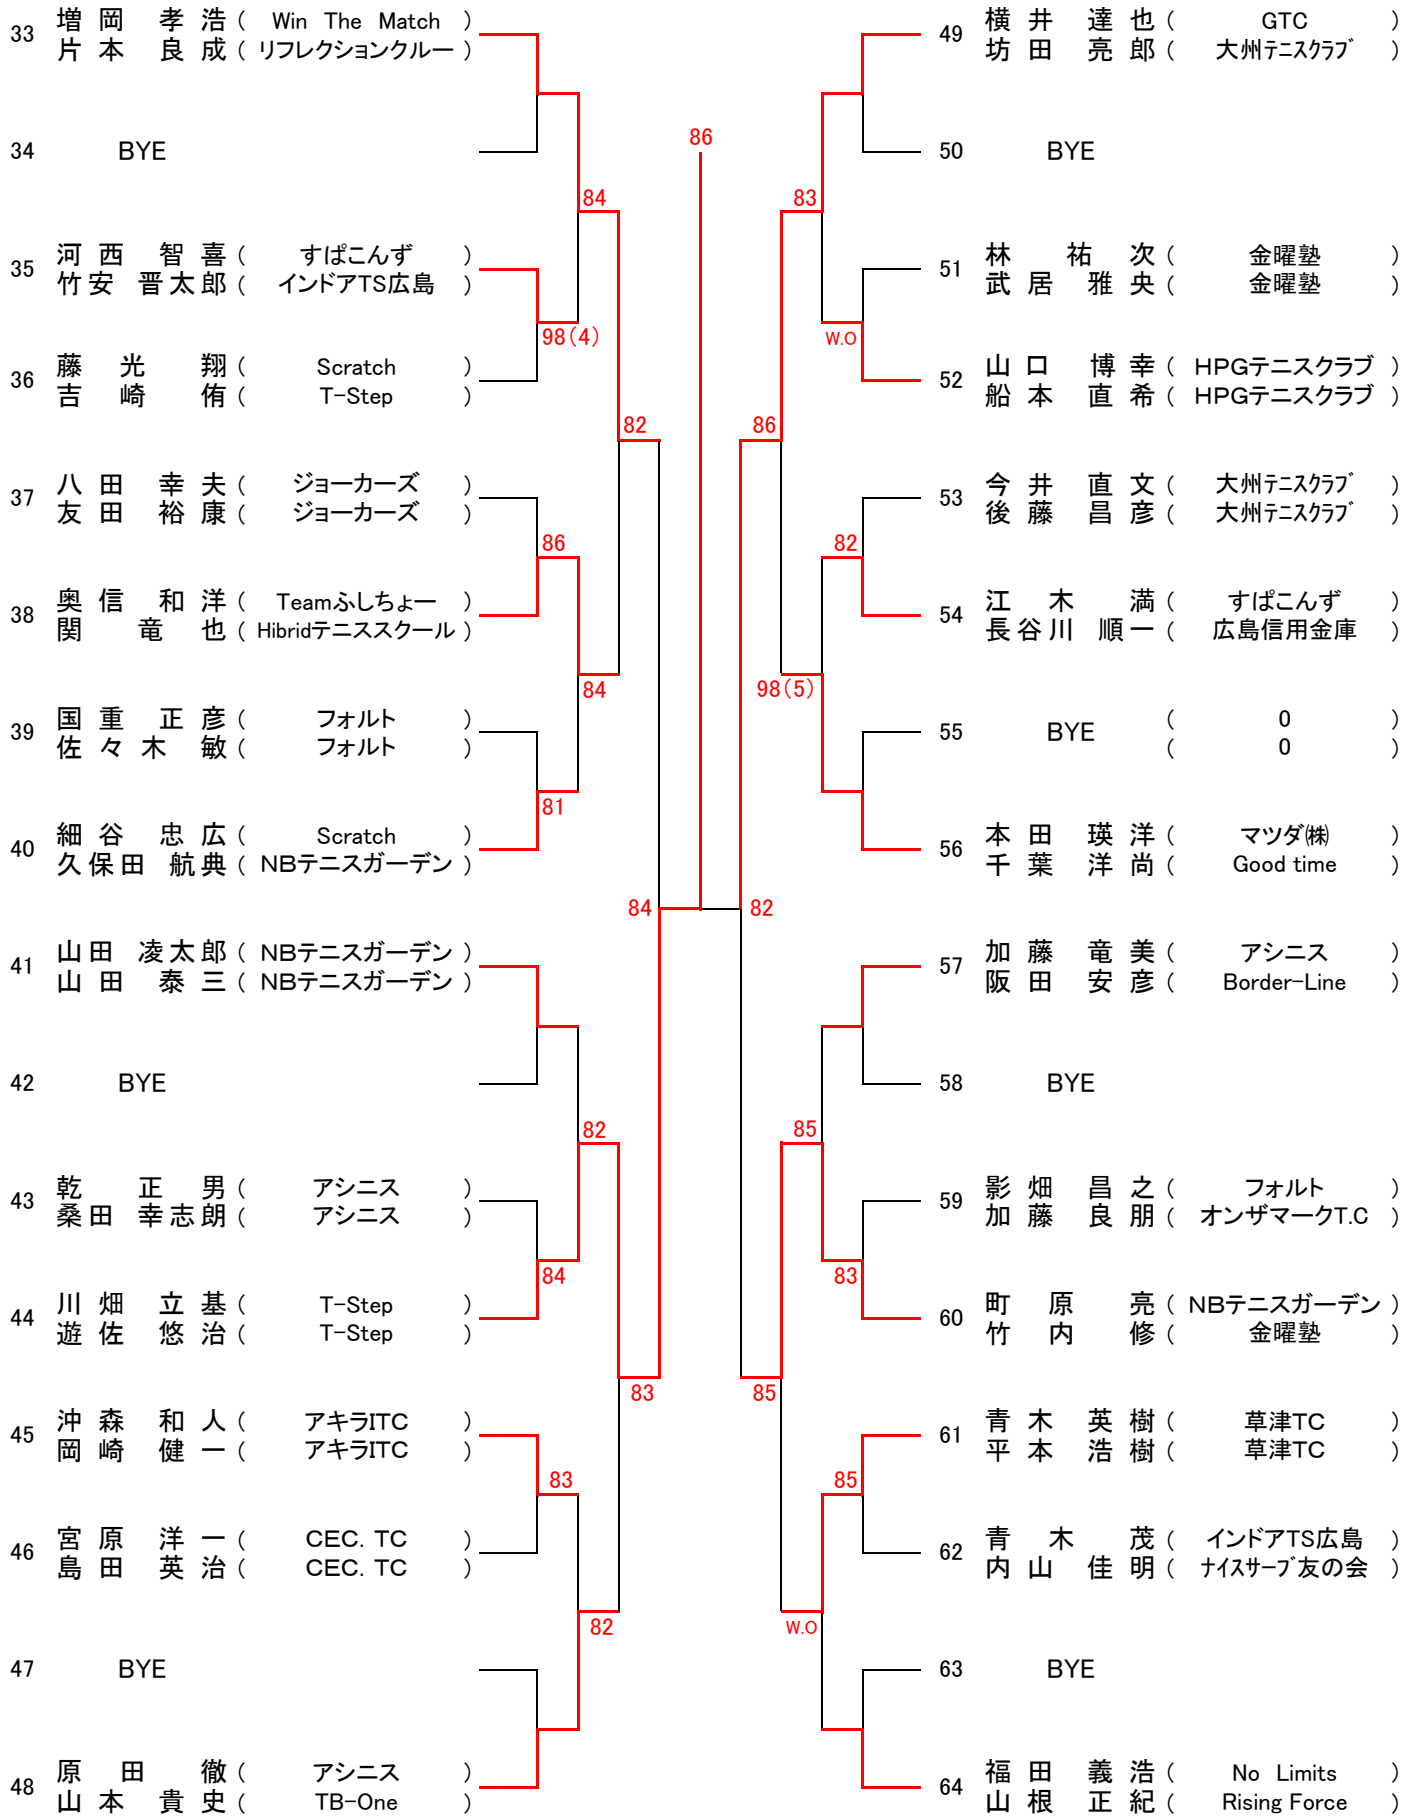 33 増岡 孝浩 ( Win The Match )
片本 良成 ( リフレクションクルー )
34 BYE
84
35 河西 智喜 ( すぱこんず )
竹安 晋太郎 ( インドアTS広島 )
98(4)
36 藤光 翔 ( Scratch )
吉崎 侑 ( T-Step )
82
37 八田 幸夫 ( ジョーカーズ )
友田 裕康 ( ジョーカーズ )
86
38 奥信 和洋 ( Teamふしちょー )
関 竜也 ( Hibridテニススクール )
84
39 国重 正彦 ( フォルト )
佐々木 敏 ( フォルト )
81
40 細谷 忠広 ( Scratch )
久保田 航典 ( NBテニスガーデン )
84
41 山田 凌太郎 ( NBテニスガーデン )
山田 泰三 ( NBテニスガーデン )
42 BYE
82
43 乾 正男 ( アシニス )
桑田 幸志朗 ( アシニス )
84
44 川畑 立基 ( T-Step )
遊佐 悠治 ( T-Step )
83
45 沖森 和人 ( アキラITC )
岡崎 健一 ( アキラITC )
83
46 宮原 洋一 ( CEC. TC )
島田 英治 ( CEC. TC )
82
47 BYE
48 原田 徹 ( アシニス )
山本 貴史 ( TB-One )
86
49 横井 達也 ( GTC )
坊田 亮郎 ( 大州テニスクラブ )
50 BYE
83
51 林 祐次 ( 金曜塾 )
武居 雅央 ( 金曜塾 )
W.O
52 山口 博幸 ( HPGテニスクラブ )
船本 直希 ( HPGテニスクラブ )
86
53 今井 直文 ( 大州テニスクラブ )
後藤 昌彦 ( 大州テニスクラブ )
82
54 江木 満 ( すぱこんず )
長谷川 順一 ( 広島信用金庫 )
98(5)
55 BYE ( 0 )
( 0 )
56 本田 瑛洋 ( マツダ㈱ )
千葉 洋尚 ( Good time )
82
57 加藤 竜美 ( アシニス )
阪田 安彦 ( Border-Line )
58 BYE
85
59 影畑 昌之 ( フォルト )
加藤 良朋 ( オンザマークT.C )
83
60 町原 亮 ( NBテニスガーデン )
竹内 修 ( 金曜塾 )
85
61 青木 英樹 ( 草津TC )
平本 浩樹 ( 草津TC )
85
62 青木 茂 ( インドアTS広島 )
内山 佳明 ( ナイスサーブ友の会 )
W.O
63 BYE
64 福田 義浩 ( No Limits )
山根 正紀 ( Rising Force )